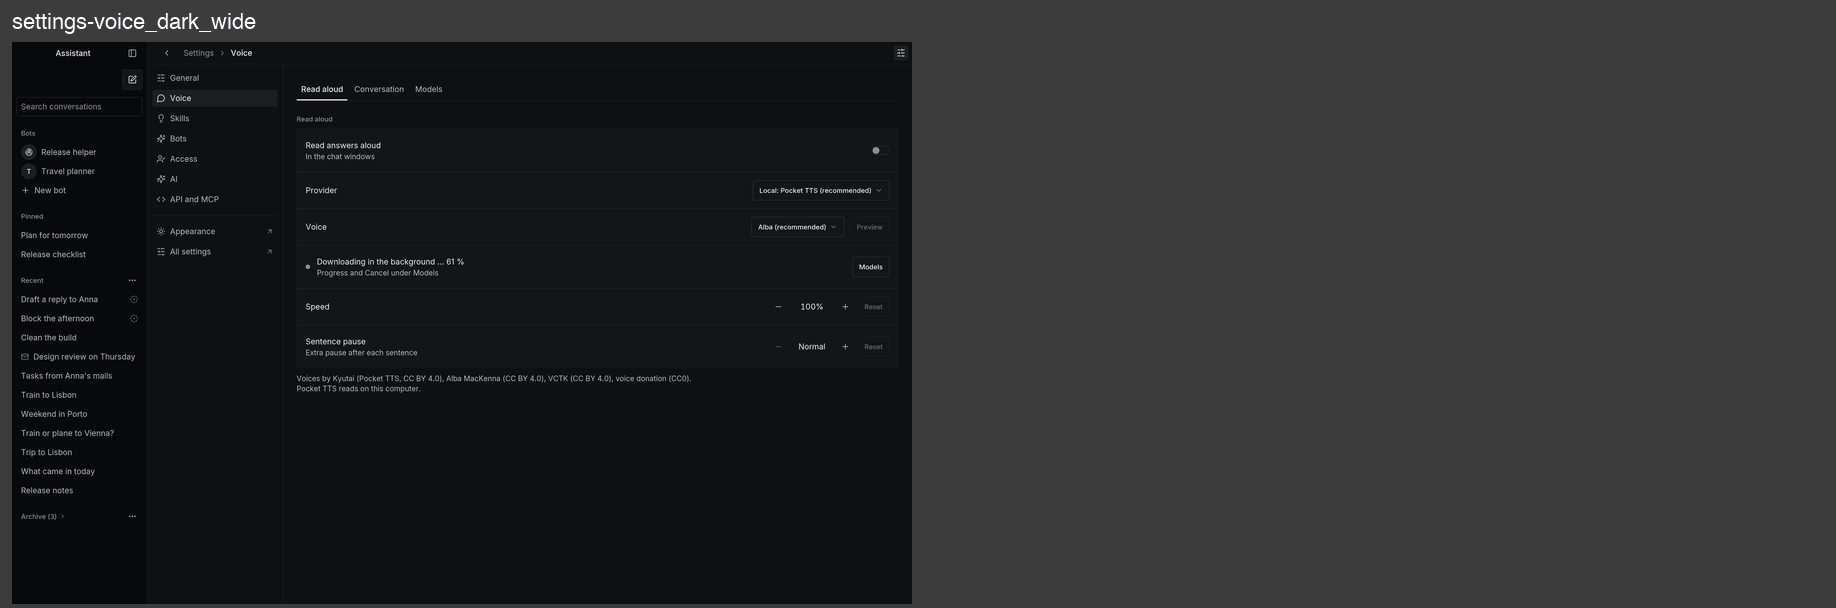 settings-voice_dark_wide
Assistant
Search conversations
Bots
Release helper
T Travel planner
New bot
Pinned
Plan for tomorrow
Release checklist
Recent
Draft a reply to Anna
Block the afternoon
Clean the build
Design review on Thursday
Tasks from Anna's mails
Train to Lisbon
Weekend in Porto
Train or plane to Vienna?
Trip to Lisbon
What came in today
Release notes
Archive (3)
Settings > Voice
General
Voice
Skills
Bots
Access
AI
API and MCP
Appearance
All settings
Read aloud Conversation Models
Read aloud
Read answers aloud
In the chat windows
Provider Local: Pocket TTS (recommended)
Voice Alba (recommended) Preview
Downloading in the background ... 61 %
Progress and Cancel under Models
Models
Speed − 100% + Reset
Sentence pause
Extra pause after each sentence
− Normal + Reset
Voices by Kyutai (Pocket TTS, CC BY 4.0), Alba MacKenna (CC BY 4.0), VCTK (CC BY 4.0), voice donation (CC0).
Pocket TTS reads on this computer.